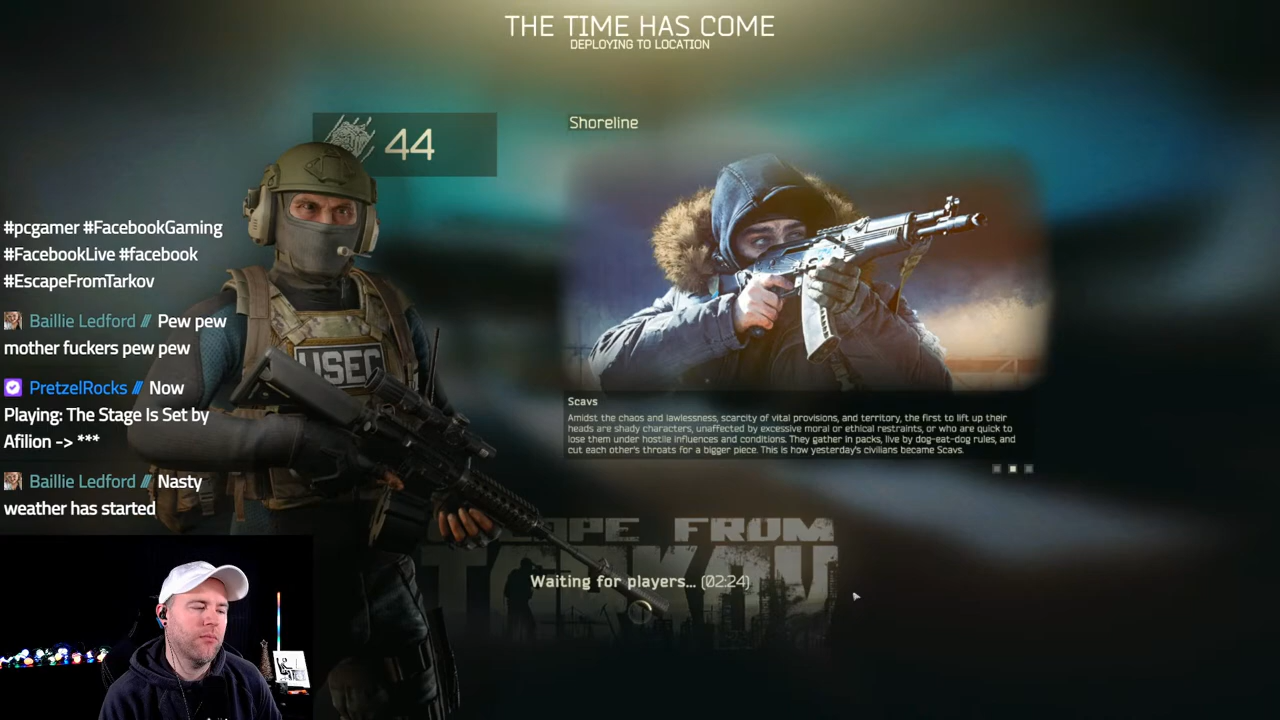 THE TIME HAS COME
DEPLOYING TO LOCATION
44
Shoreline
#pcgamer #FacebookGaming
#FacebookLive #facebook
#EscapeFromTarkov
Baillie Ledford // Pew pew
mother fuckers pew pew
PretzelRocks // Now
Playing: The Stage Is Set by
Afilion -> ***
Baillie Ledford // Nasty
weather has started
USEC
Scavs
Amidst the chaos and lawlessness, scarcity of vital provisions, and territory, the first to lift up their
heads are shady characters, unaffected by excessive moral or ethical restraints, or who are quick to
lose them under hostile influences and conditions. They gather in packs, live by dog-eat-dog rules, and
cut each other's throats for a bigger piece. This is how yesterday's civilians became Scavs.
ESCAPE FROM
TARKOV
Waiting for players... (02:24)